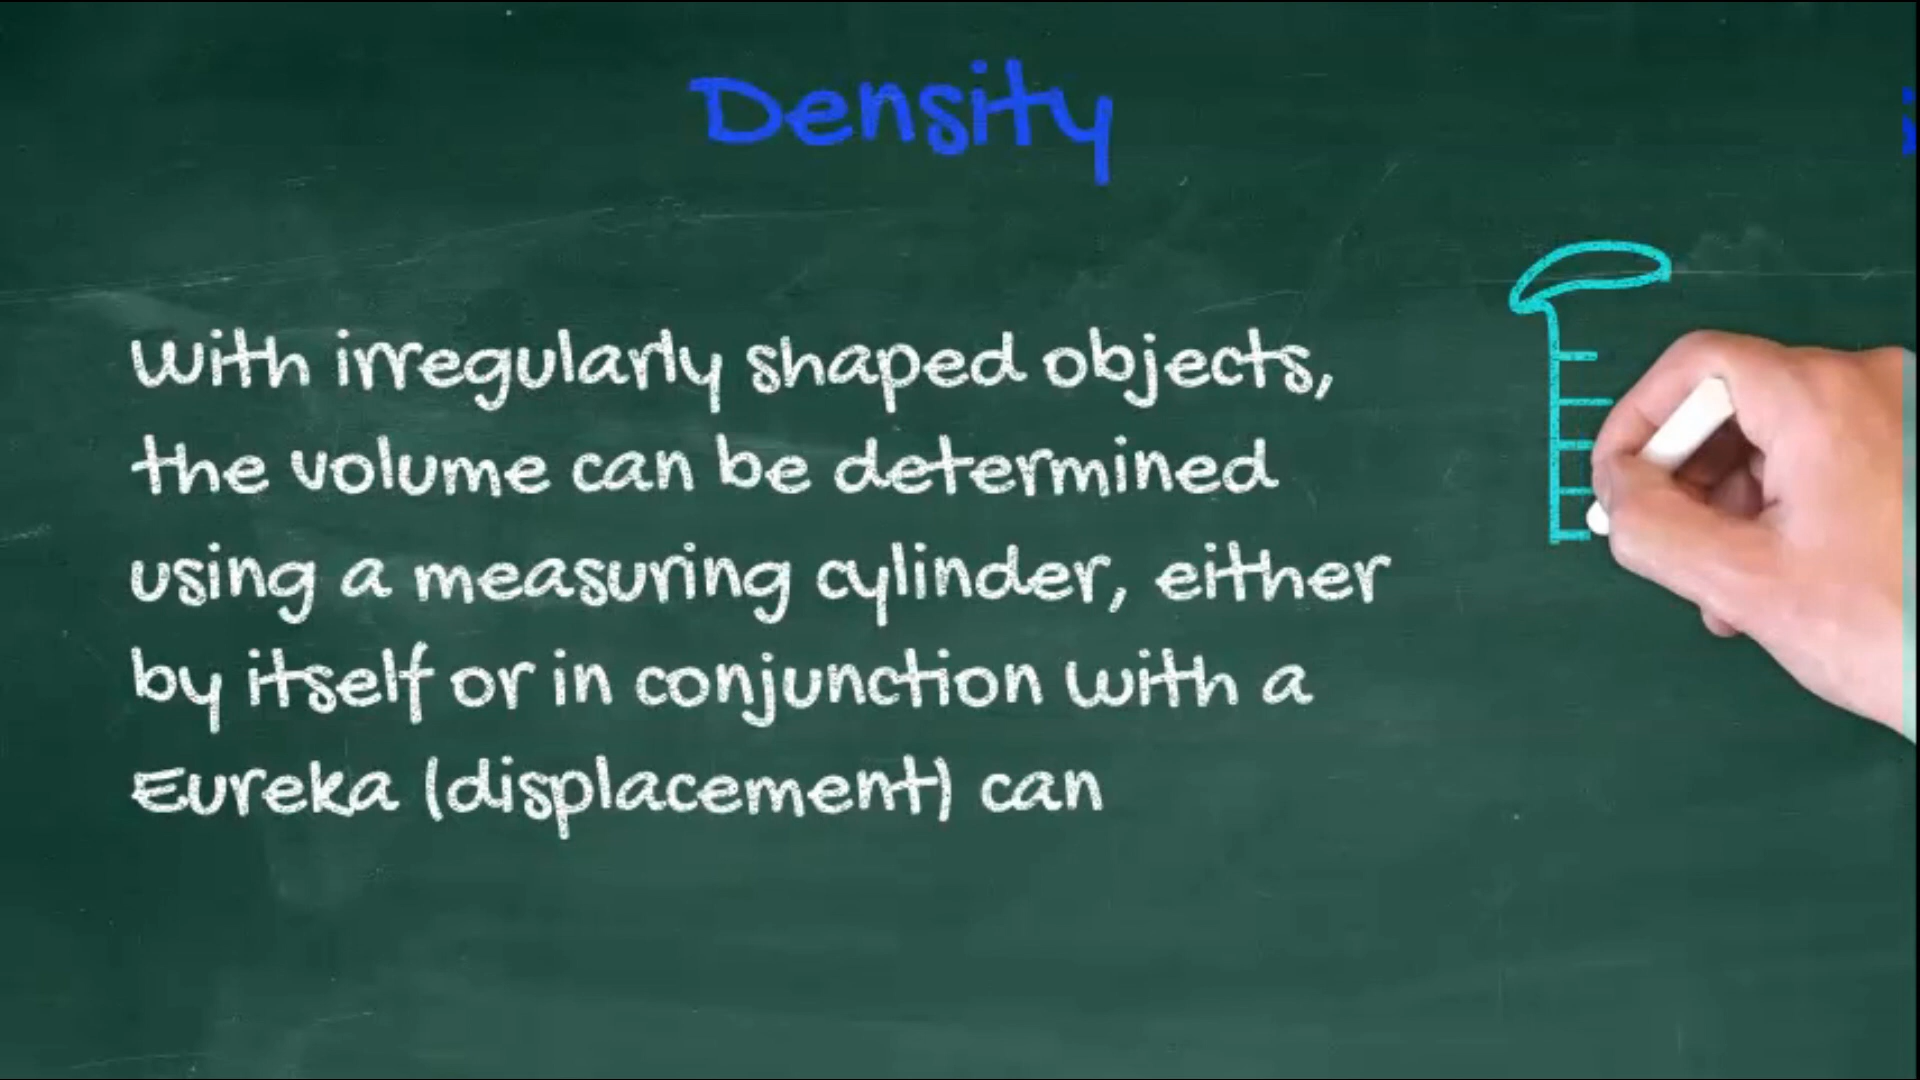 Density
With irregularly shaped objects,
the volume can be determined
using a measuring cylinder, either
by itself or in conjunction with a
Eureka (displacement) can